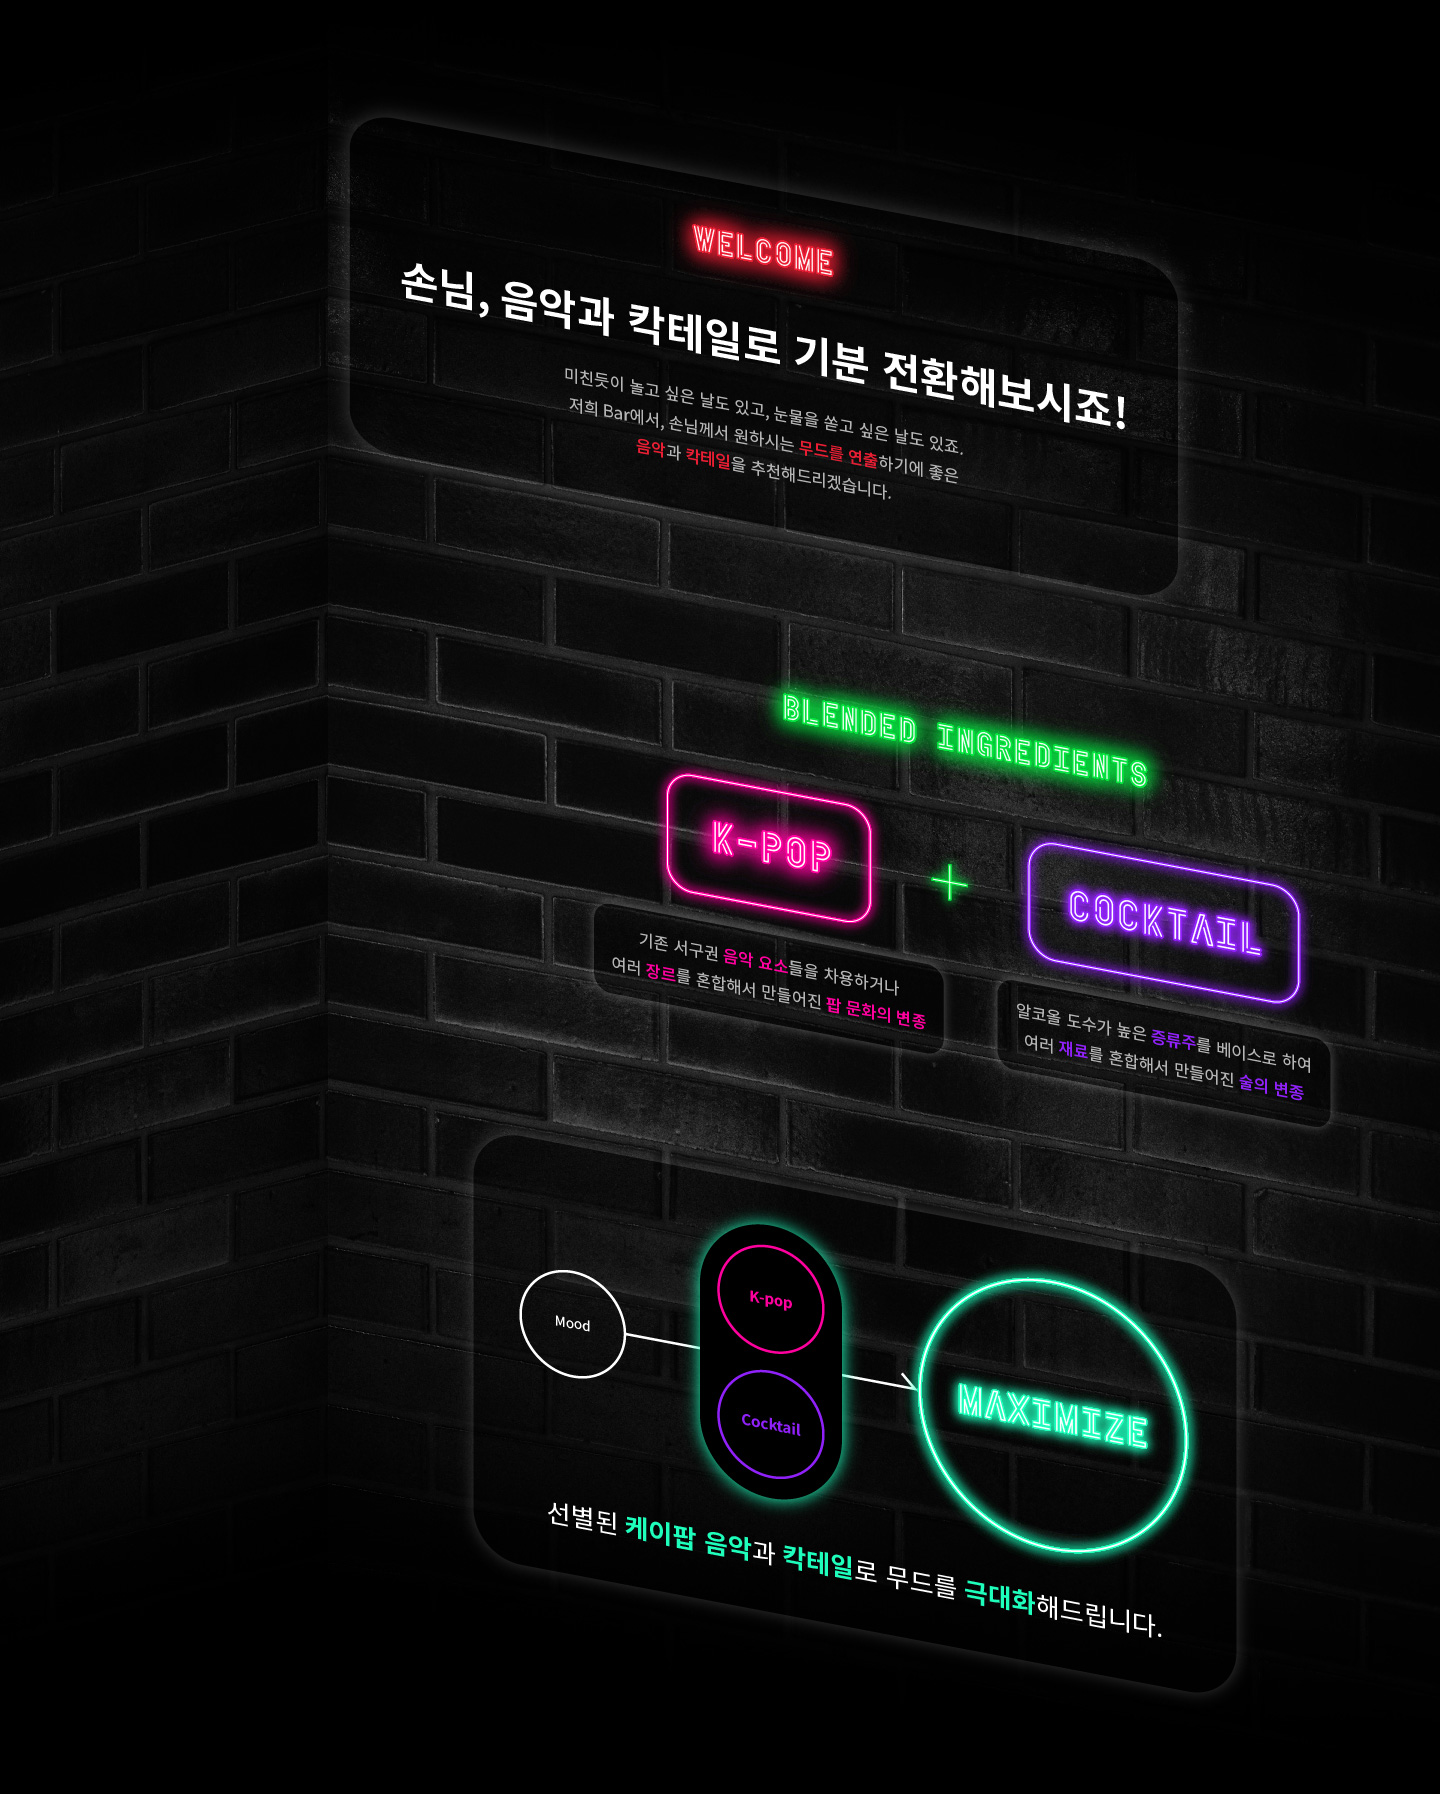 WELCOME
손님, 음악과 칵테일로 기분 전환해보시죠!
미친듯이 놀고 싶은 날도 있고, 눈물을 쏟고 싶은 날도 있죠.
저희 Bar에서, 손님께서 원하시는 무드를 연출하기에 좋은
음악과 칵테일을 추천해드리겠습니다.
BLENDED INGREDIENTS
K-POP
+
COCKTAIL
기존 서구권 음악 요소들을 차용하거나
여러 장르를 혼합해서 만들어진 팝 문화의 변종
알코올 도수가 높은 증류주를 베이스로 하여
여러 재료를 혼합해서 만들어진 술의 변종
Mood
K-pop
Cocktail
MAXIMIZE
선별된 케이팝 음악과 칵테일로 무드를 극대화해드립니다.